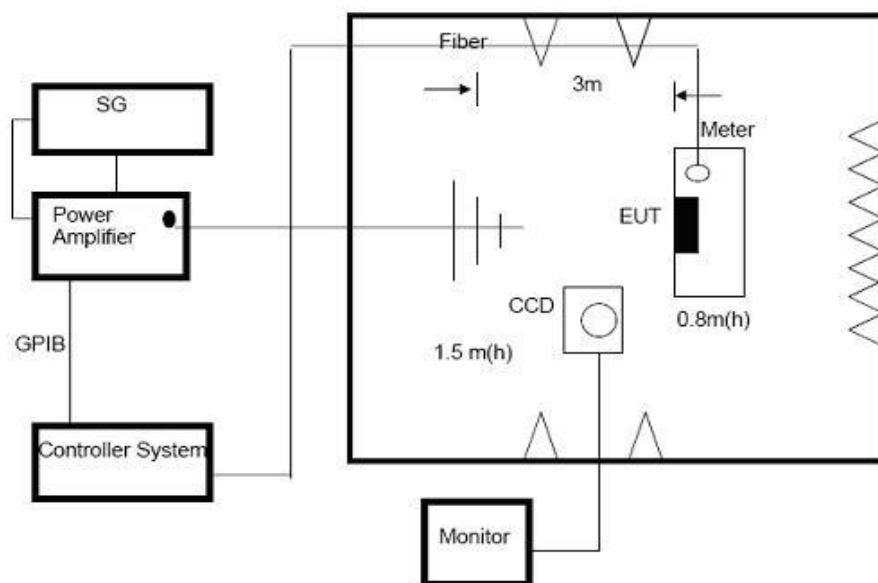 Fiber
3m
SG
Meter
Power
Amplifier
EUT
CCD
0.8m(h)
GPIB
1.5 m(h)
Controller System
Monitor